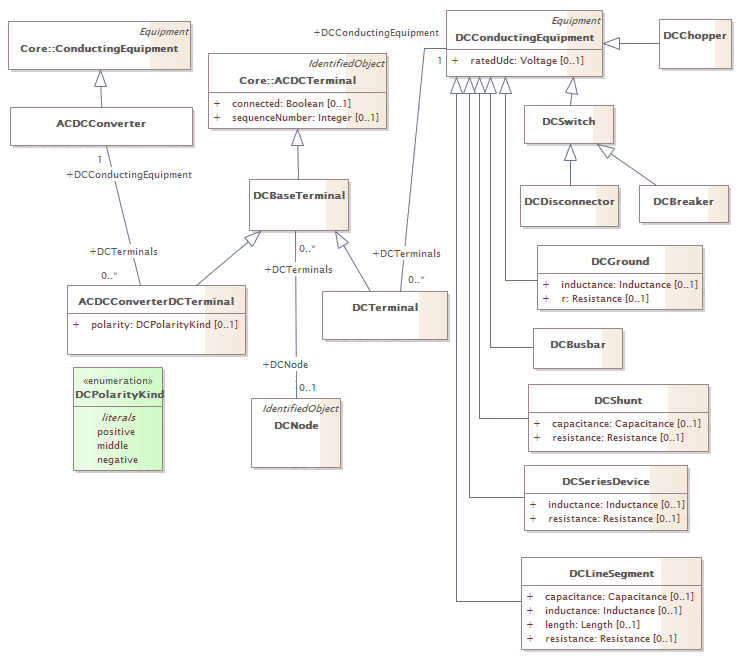 Equipment
Core::ConductingEquipment
ACDCConverter
1
+DCConductingEquipment
+DCTerminals
0..*
IdentifiedObject
Core::ACDCTerminal
+ connected: Boolean [0..1]
+ sequenceNumber: Integer [0..1]
DCBaseTerminal
0..*
+DCTerminals
+DCNode
0..1
ACDCConverterDCTerminal
+ polarity: DCPolarityKind [0..1]
«enumeration»
DCPolarityKind
literals
positive
middle
negative
IdentifiedObject
DCNode
DCTerminal
+DCConductingEquipment
1
+DCTerminals
0..*
Equipment
DCConductingEquipment
+ ratedUdc: Voltage [0..1]
DCChopper
DCSwitch
DCDisconnector
DCBreaker
DCGround
+ inductance: Inductance [0..1]
+ r: Resistance [0..1]
DCBusbar
DCShunt
+ capacitance: Capacitance [0..1]
+ resistance: Resistance [0..1]
DCSeriesDevice
+ inductance: Inductance [0..1]
+ resistance: Resistance [0..1]
DCLineSegment
+ capacitance: Capacitance [0..1]
+ inductance: Inductance [0..1]
+ length: Length [0..1]
+ resistance: Resistance [0..1]